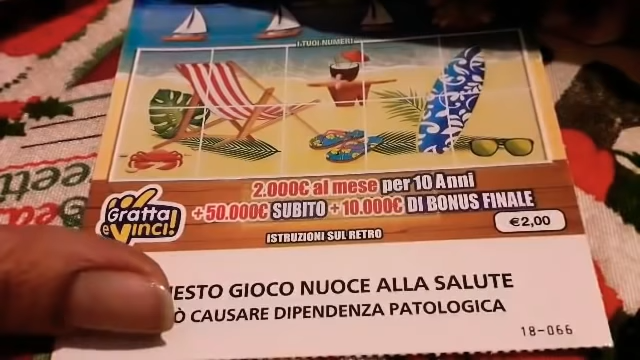 I TUOI NUMERI
2.000€ al mese per 10 Anni
+50.000€ SUBITO + 10.000€ DI BONUS FINALE
Gratta
e Vinci!
€2,00
ISTRUZIONI SUL RETRO
UESTO GIOCO NUOCE ALLA SALUTE
Ò CAUSARE DIPENDENZA PATOLOGICA
18-066